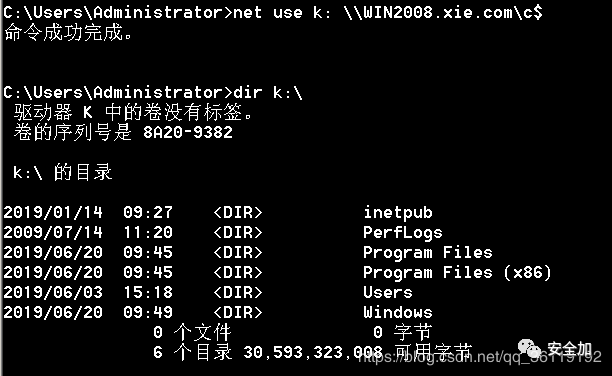 C:\Users\Administrator>net use k: \\WIN2008.xie.com\c$
命令成功完成。
C:\Users\Administrator>dir k:\
驱动器 K 中的卷没有标签。
卷的序列号是 8A20-9382
k:\ 的目录
2019/01/14  09:27    <DIR>          inetpub
2009/07/14  11:20    <DIR>          PerfLogs
2019/06/20  09:45    <DIR>          Program Files
2019/06/20  09:45    <DIR>          Program Files (x86)
2019/06/03  15:18    <DIR>          Users
2019/06/20  09:49    <DIR>          Windows
0 个文件              0 字节
6 个目录 30,593,323,008 可用字节
https://blog.csdn.net/qq_36119192
安全加